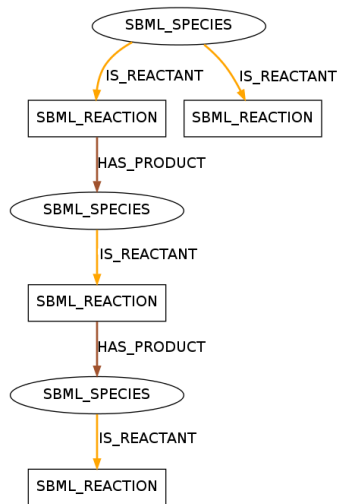 SBML_SPECIES
IS_REACTANT
IS_REACTANT
SBML_REACTION
SBML_REACTION
HAS_PRODUCT
SBML_SPECIES
IS_REACTANT
SBML_REACTION
HAS_PRODUCT
SBML_SPECIES
IS_REACTANT
SBML_REACTION